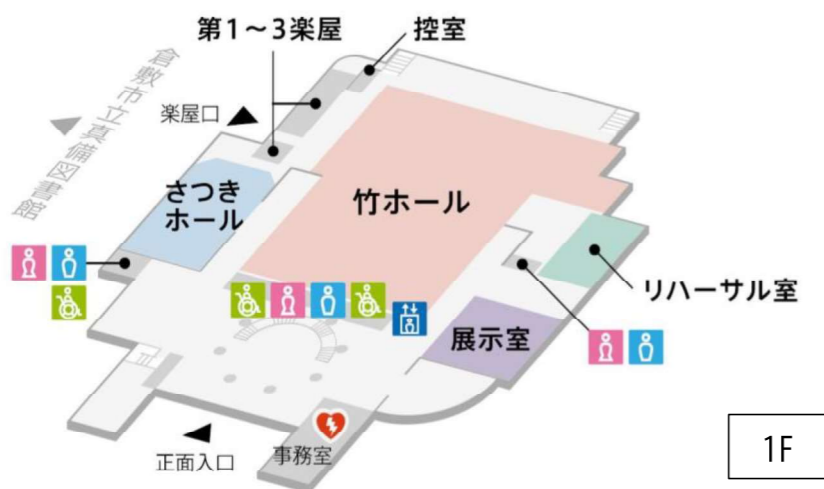 第1～3楽屋
控室
倉敷市立真備図書館
楽屋口
さつき
ホール
竹ホール
リハーサル室
展示室
正面入口
事務室
1F